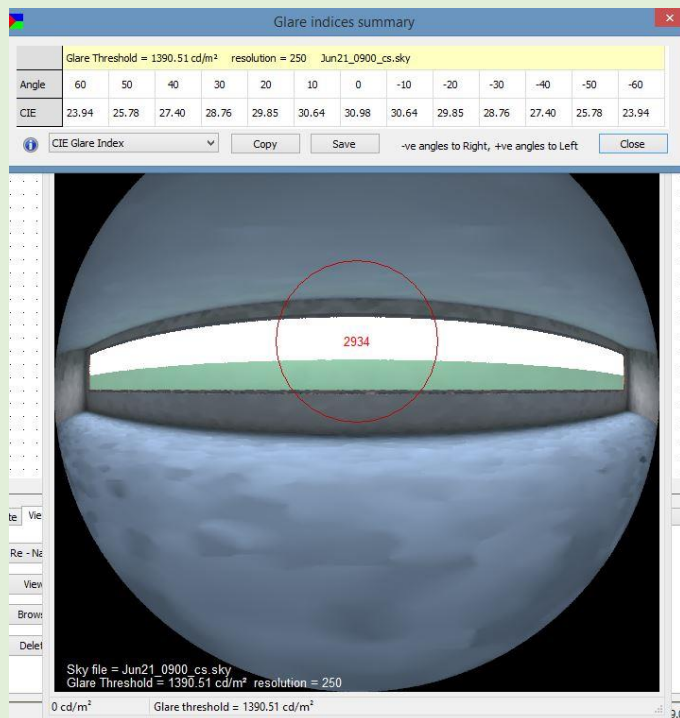 Glare indices summary
Glare Threshold = 1390.51 cd/m² resolution = 250 Jun21_0900_cs.sky
Angle 60 50 40 30 20 10 0 -10 -20 -30 -40 -50 -60
CIE 23.94 25.78 27.40 28.76 29.85 30.64 30.98 30.64 29.85 28.76 27.40 25.78 23.94
CIE Glare Index Copy Save -ve angles to Right, +ve angles to Left Close
2934
Vie
Re - Na
View
Brows
Delet
Sky file = Jun21_0900_cs.sky
Glare Threshold = 1390.51 cd/m² resolution = 250
0 cd/m² Glare threshold = 1390.51 cd/m²